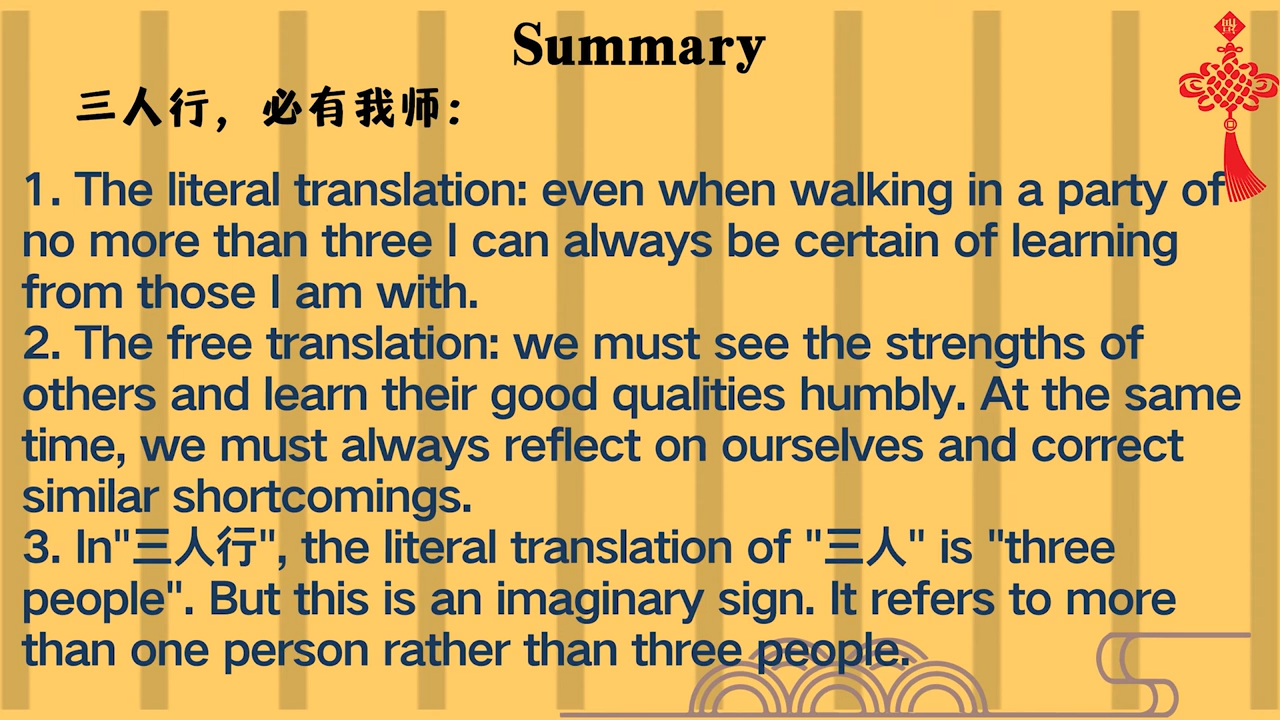 Summary
三人行，必有我师：
1. The literal translation: even when walking in a party of
no more than three I can always be certain of learning
from those I am with.
2. The free translation: we must see the strengths of
others and learn their good qualities humbly. At the same
time, we must always reflect on ourselves and correct
similar shortcomings.
3. In"三人行", the literal translation of "三人" is "three
people". But this is an imaginary sign. It refers to more
than one person rather than three people.